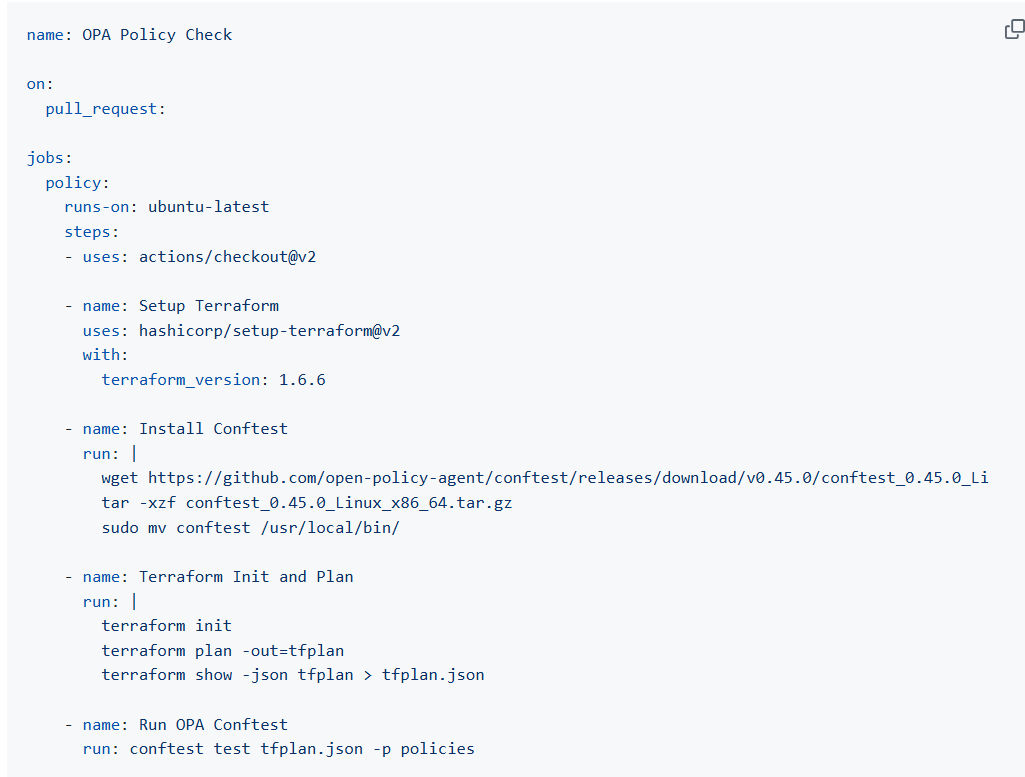 name: OPA Policy Check
on:
pull_request:
jobs:
policy:
runs-on: ubuntu-latest
steps:
- uses: actions/checkout@v2
- name: Setup Terraform
uses: hashicorp/setup-terraform@v2
with:
terraform_version: 1.6.6
- name: Install Conftest
run: |
wget https://github.com/open-policy-agent/conftest/releases/download/v0.45.0/conftest_0.45.0_Li
tar -xzf conftest_0.45.0_Linux_x86_64.tar.gz
sudo mv conftest /usr/local/bin/
- name: Terraform Init and Plan
run: |
terraform init
terraform plan -out=tfplan
terraform show -json tfplan > tfplan.json
- name: Run OPA Conftest
run: conftest test tfplan.json -p policies